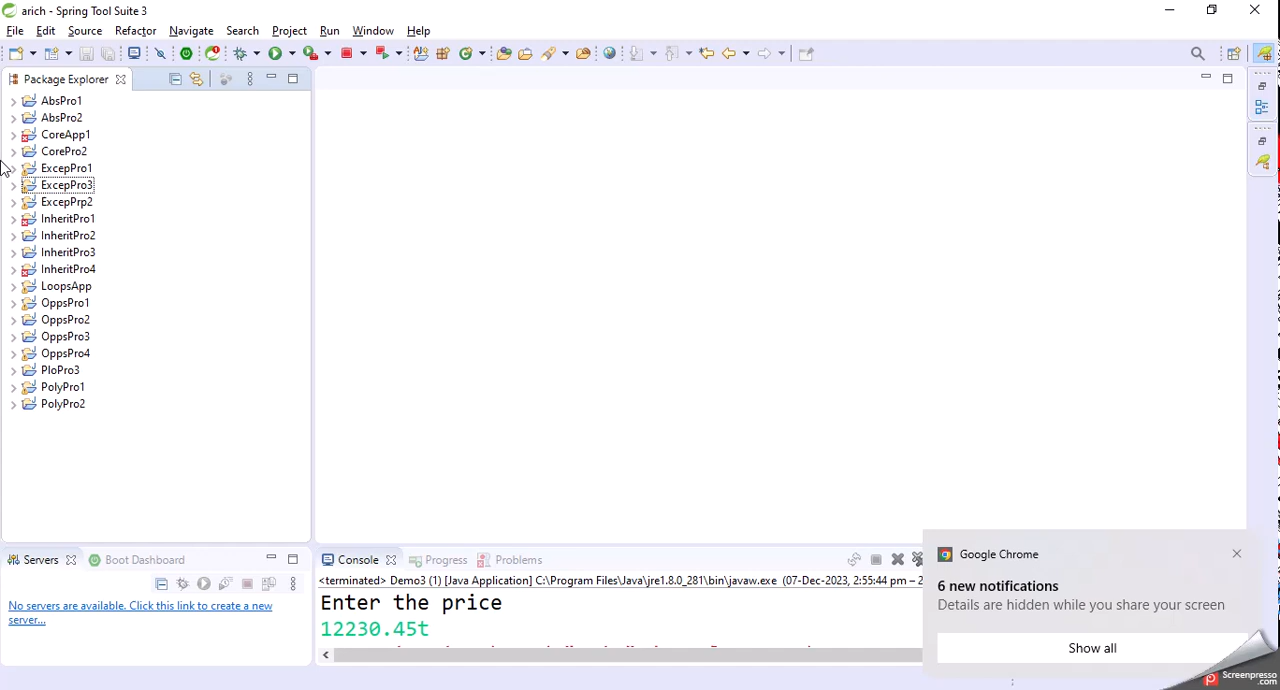 arich - Spring Tool Suite 3
File Edit Source Refactor Navigate Search Project Run Window Help
Package Explorer
AbsPro1
AbsPro2
CoreApp1
CorePro2
ExcepPro1
ExcepPro3
ExcepPrp2
InheritPro1
InheritPro2
InheritPro3
InheritPro4
LoopsApp
OppsPro1
OppsPro2
OppsPro3
OppsPro4
PloPro3
PolyPro1
PolyPro2
Servers Boot Dashboard
No servers are available. Click this link to create a new
server...
Console Progress Problems
<terminated> Demo3 (1) [Java Application] C:\Program Files\Java\jre1.8.0_281\bin\javaw.exe (07-Dec-2023, 2:55:44 pm – 2
Enter the price
12230.45t
Google Chrome
6 new notifications
Details are hidden while you share your screen
Show all
Screenpresso
.com